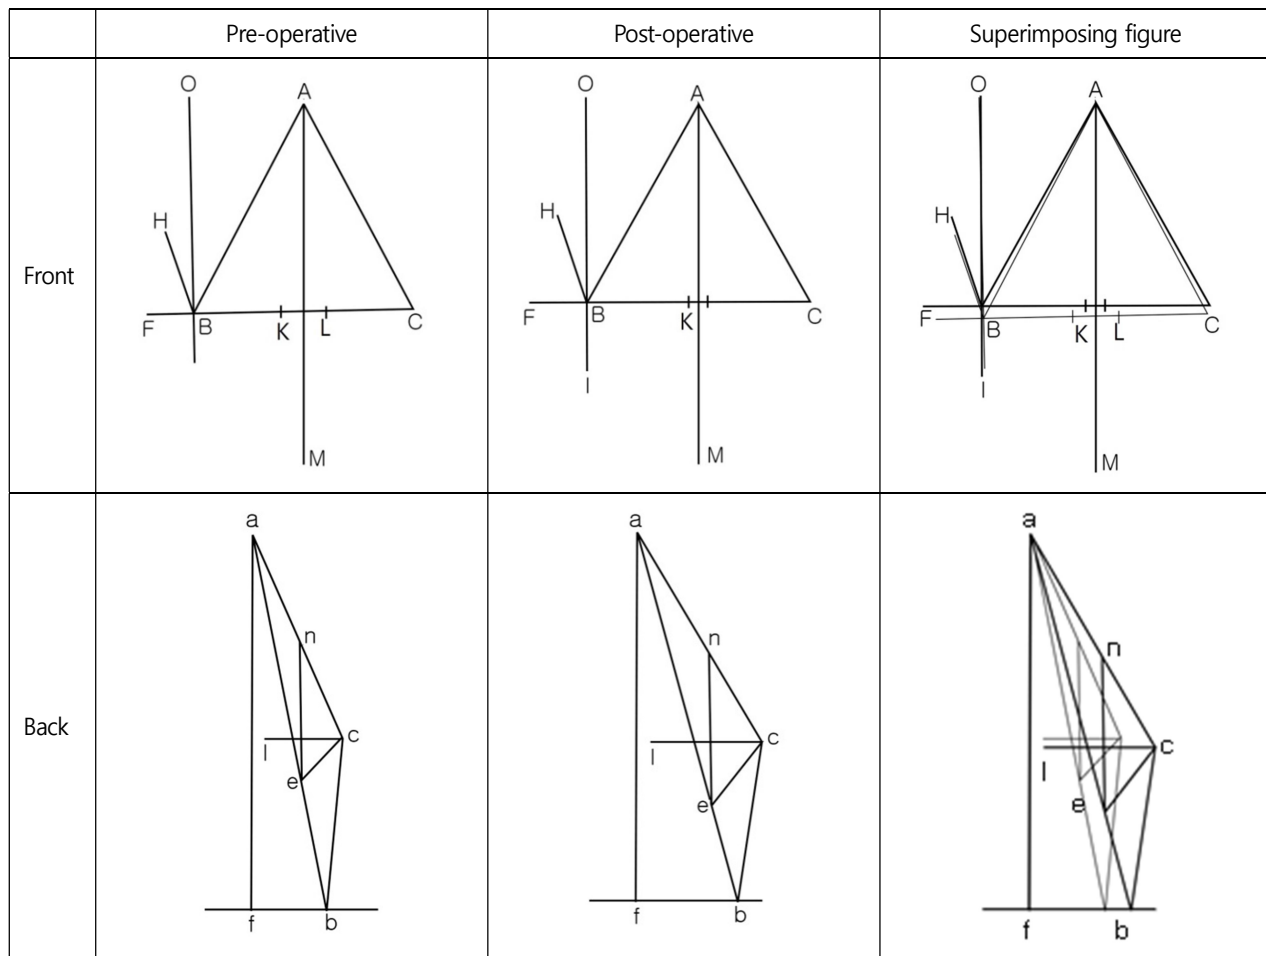 Pre-operative
Post-operative
Superimposing figure
Front
O
A
H
F
B
K
L
C
M
O
A
H
F
B
K
C
I
M
O
A
H
F
B
K
L
C
I
M
Back
a
n
c
l
e
f
b
a
n
c
l
e
f
b
a
n
c
l
e
f
b